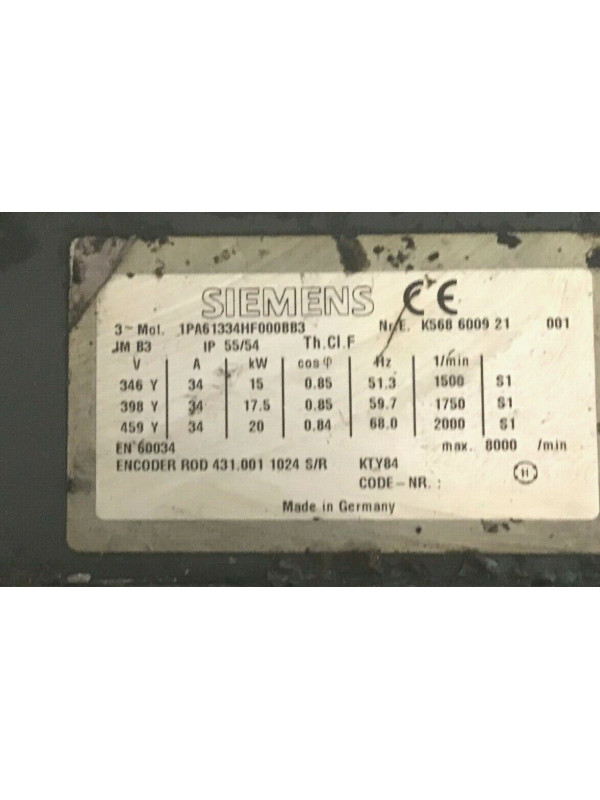 SIEMENS CE
3~Mot. 1PA61334HF000BB3 Nr.E. K568 6009 21 001
JM B3 IP 55/54 Th.Cl.F
V A kW cosφ Hz 1/min
346 Y 34 15 0.85 51.3 1500 S1
398 Y 34 17.5 0.85 59.7 1750 S1
459 Y 34 20 0.84 68.0 2000 S1
EN 60034 max. 8000 /min
ENCODER ROD 431.001 1024 S/R KTY84
CODE-NR. :
H
Made in Germany